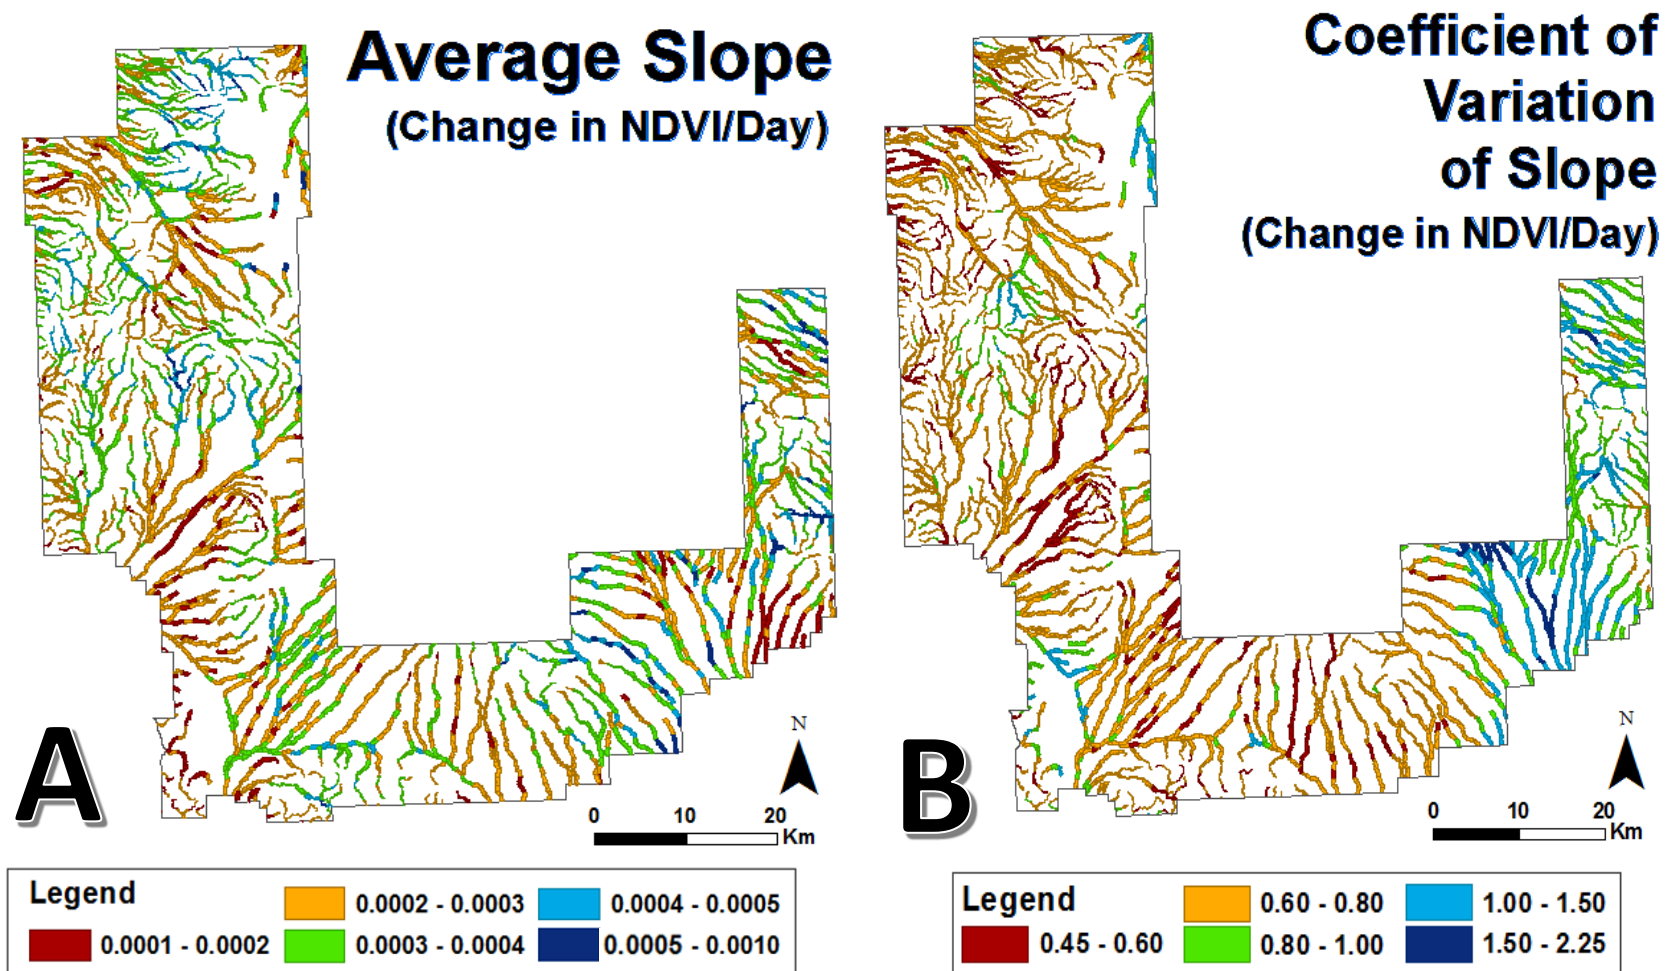 Average Slope
(Change in NDVI/Day)
A
N
0 10 20
Km
Legend
0.0001 - 0.0002
0.0002 - 0.0003
0.0003 - 0.0004
0.0004 - 0.0005
0.0005 - 0.0010
Coefficient of
Variation
of Slope
(Change in NDVI/Day)
B
N
0 10 20
Km
Legend
0.45 - 0.60
0.60 - 0.80
0.80 - 1.00
1.00 - 1.50
1.50 - 2.25